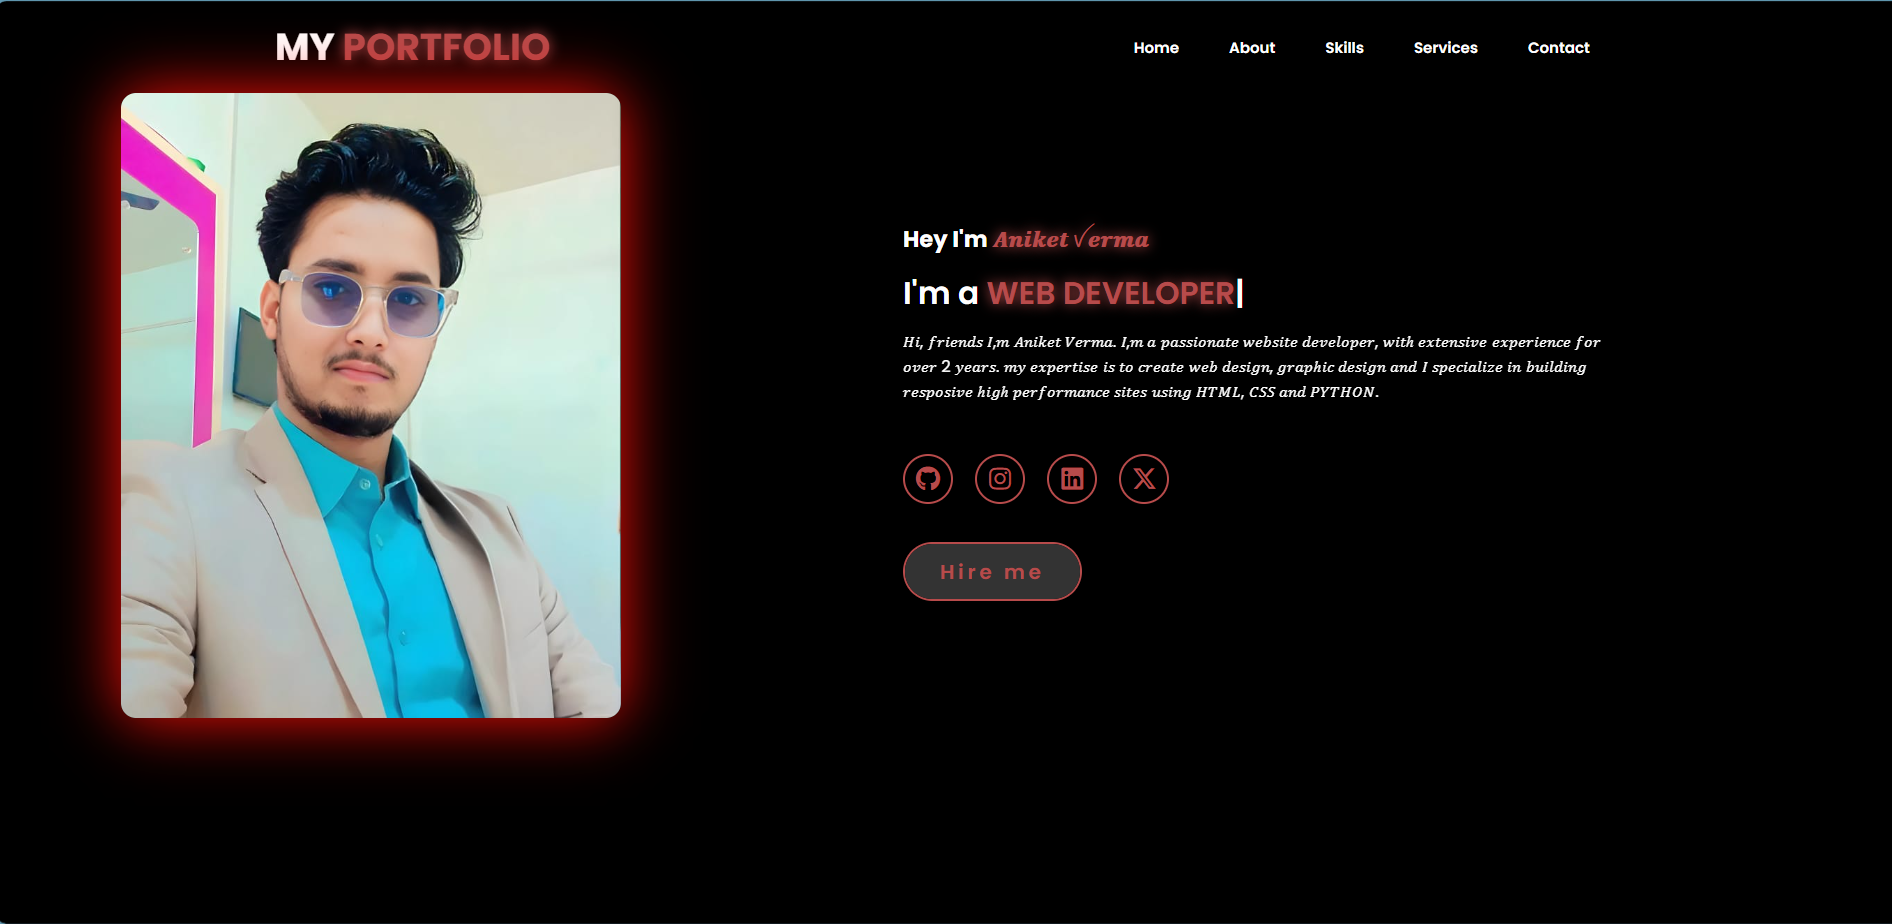 MY PORTFOLIO
Home About Skills Services Contact
Hey I'm Aniket Verma
I'm a WEB DEVELOPER|
Hi, friends I,m Aniket Verma. I,m a passionate website developer, with extensive experience for
over 2 years. my expertise is to create web design, graphic design and I specialize in building
resposive high performance sites using HTML, CSS and PYTHON.
Hire me